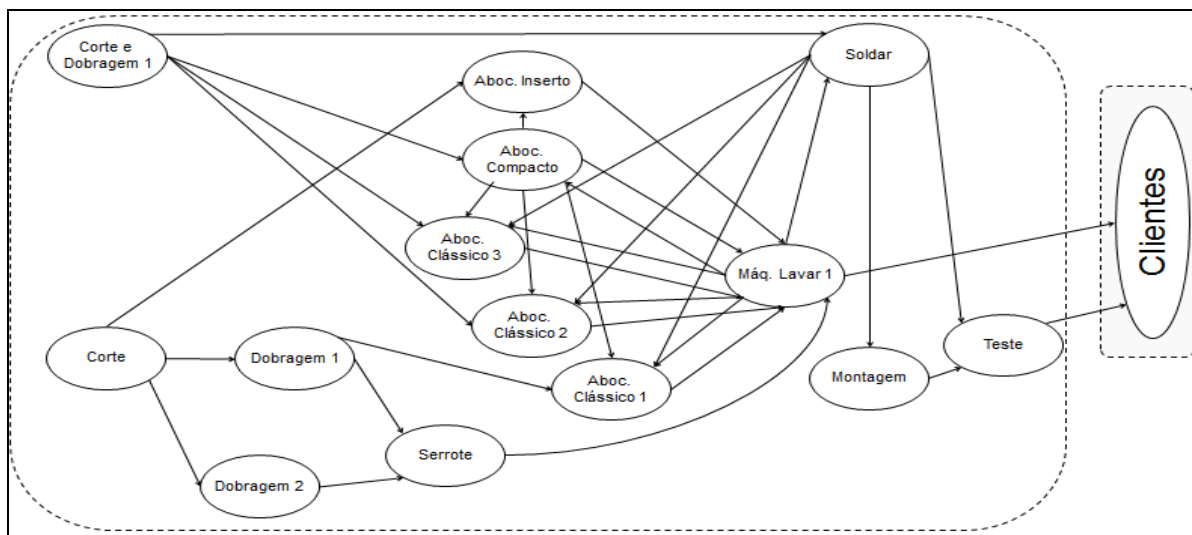 Corte e
Dobragem 1
Soldar
Aboc. Inserto
Aboc.
Compacto
Aboc.
Clássico 3
Máq. Lavar 1
Clientes
Aboc.
Clássico 2
Corte
Dobragem 1
Teste
Aboc.
Clássico 1
Montagem
Serrote
Dobragem 2